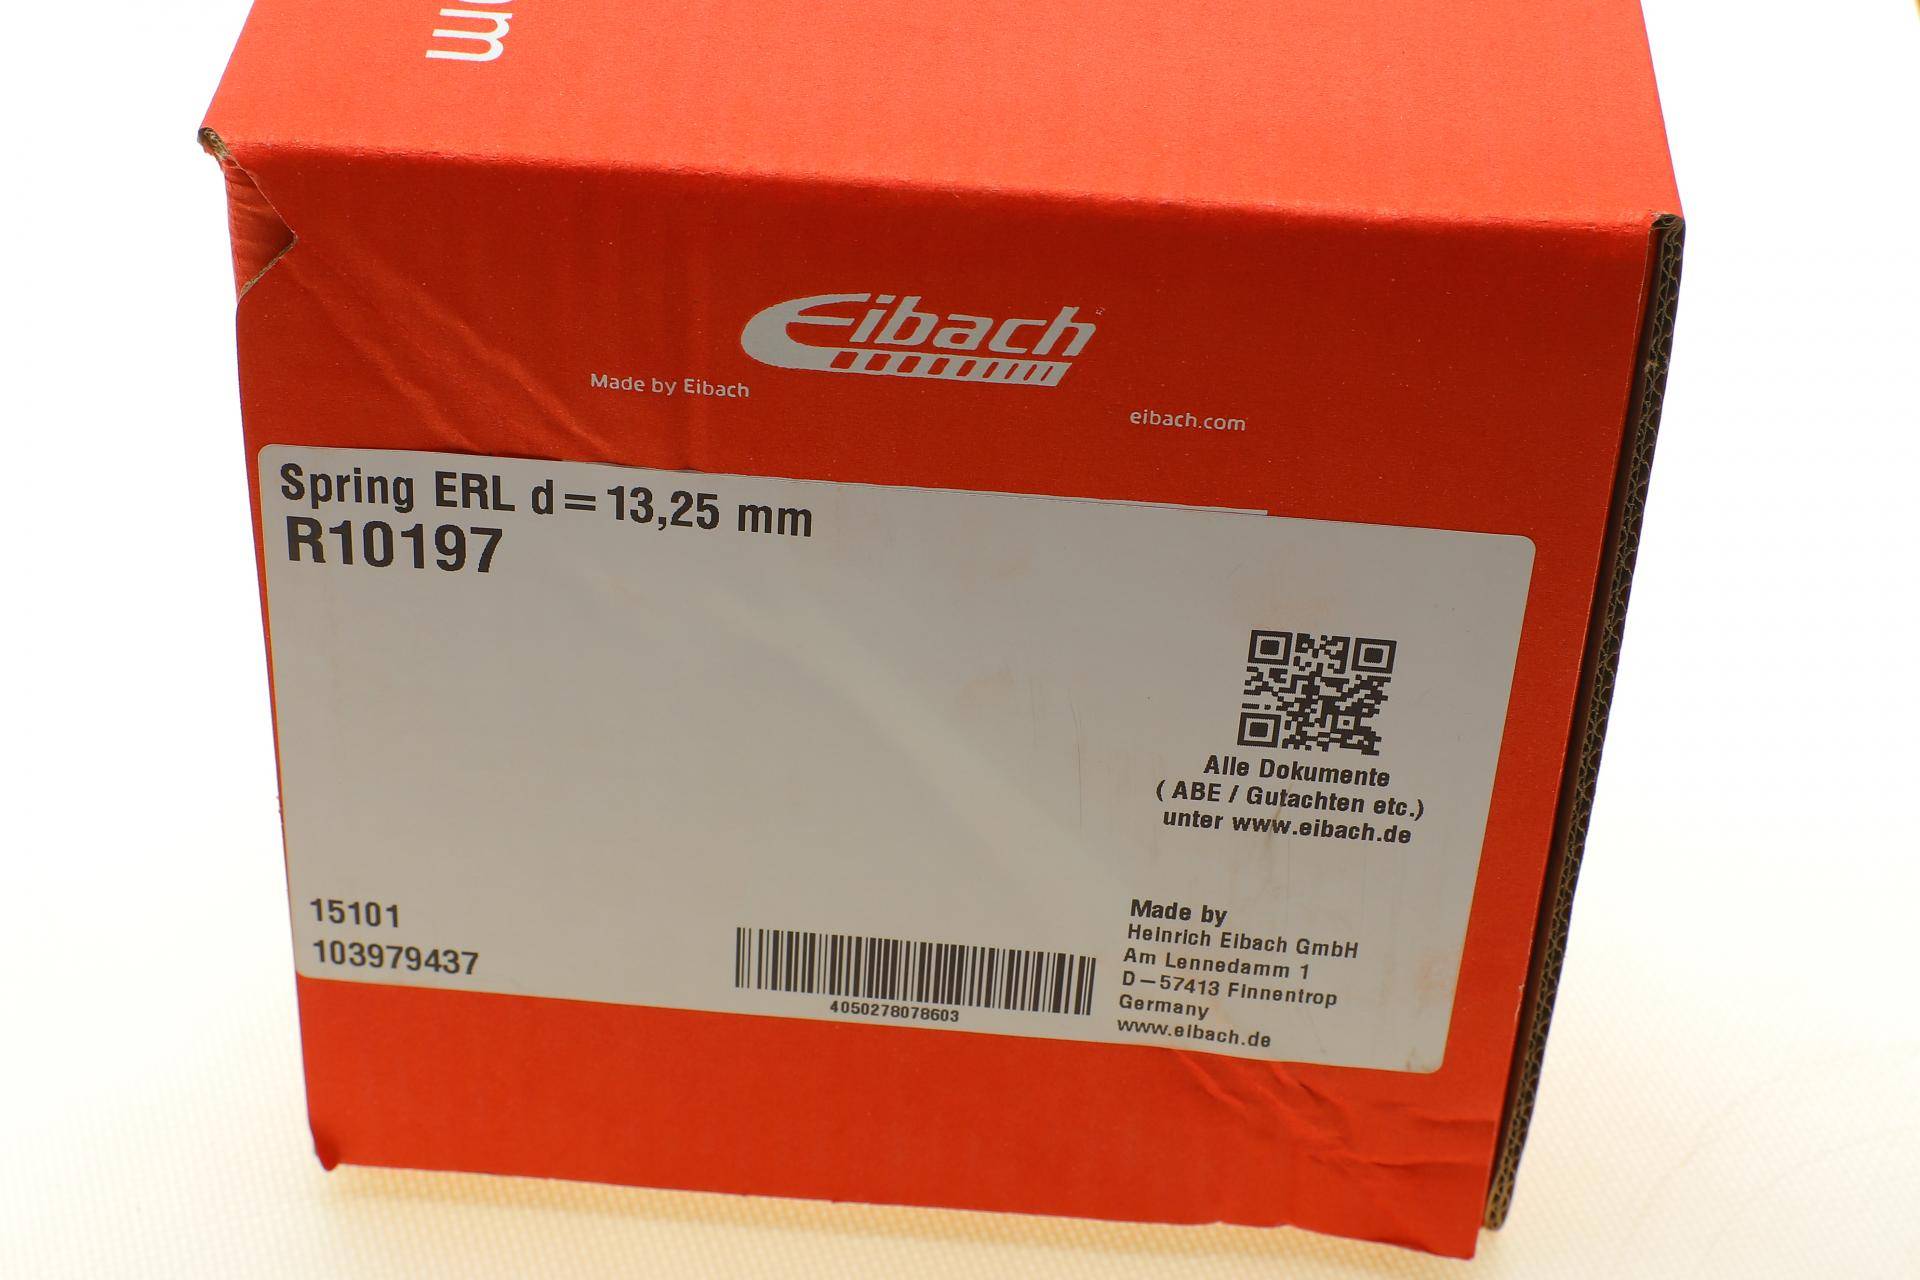 Eibach
Made by Eibach
eibach.com
Spring ERL d=13,25 mm
R10197
Alle Dokumente
( ABE / Gutachten etc.)
unter www.eibach.de
15101
103979437
4050278078603
Made by
Heinrich Eibach GmbH
Am Lennedamm 1
D-57413 Finnentrop
Germany
www.eibach.de